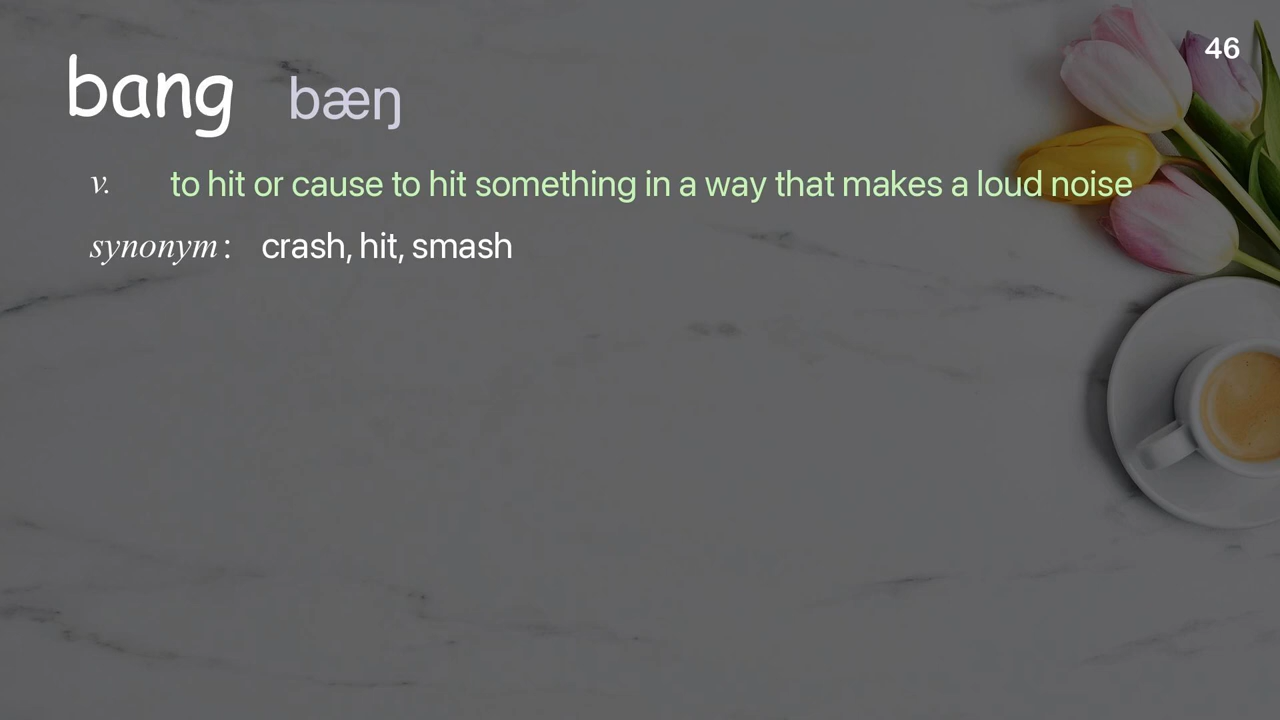 46
bang bæŋ
v. to hit or cause to hit something in a way that makes a loud noise
synonym : crash, hit, smash